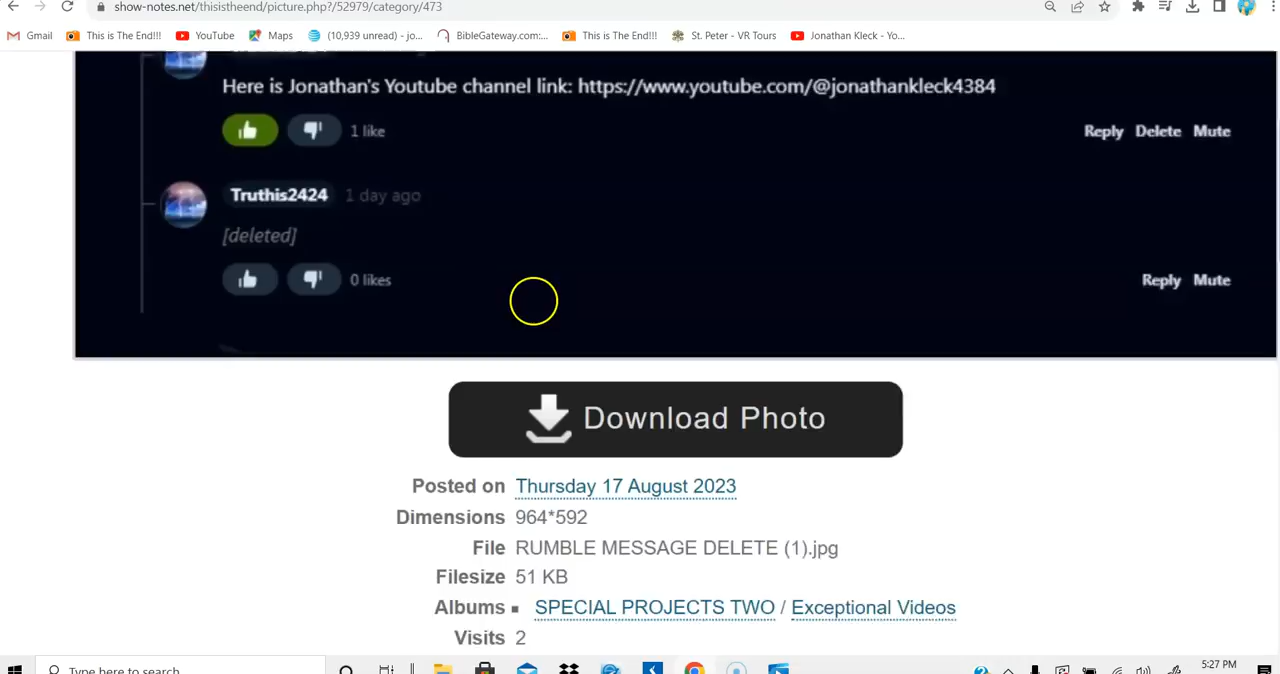 show-notes.net/thisistheend/picture.php?/52979/category/473
Gmail This is The End!!! YouTube Maps (10,939 unread) - jo... BibleGateway.com:... This is The End!!! St. Peter - VR Tours Jonathan Kleck - Yo...
Here is Jonathan's Youtube channel link: https://www.youtube.com/@jonathankleck4384
1 like Reply Delete Mute
Truthis2424 1 day ago
[deleted]
0 likes Reply Mute
Download Photo
Posted on Thursday 17 August 2023
Dimensions 964*592
File RUMBLE MESSAGE DELETE (1).jpg
Filesize 51 KB
Albums SPECIAL PROJECTS TWO / Exceptional Videos
Visits 2
Type here to search 5:27 PM